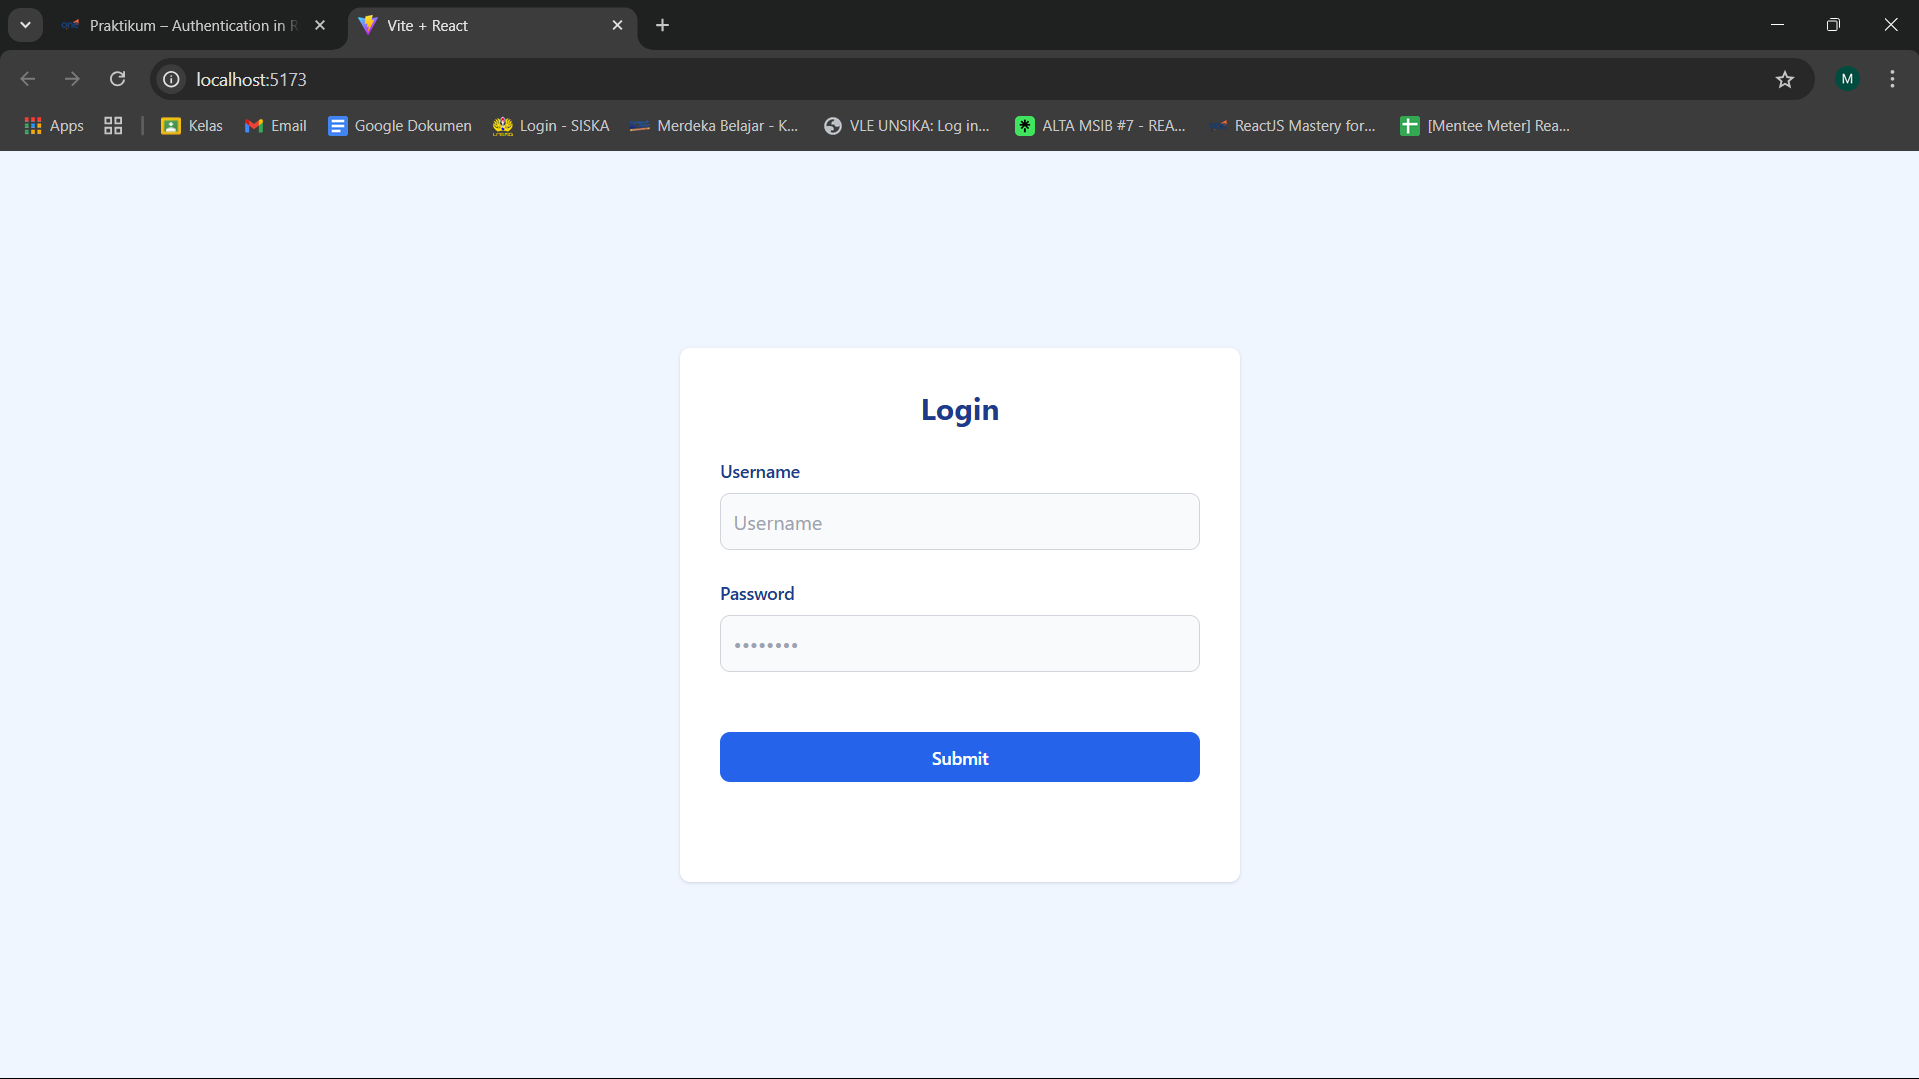 Praktikum – Authentication in R
Vite + React
localhost:5173
M
Apps
Kelas
Email
Google Dokumen
Login - SISKA
Merdeka Belajar - K...
VLE UNSIKA: Log in...
ALTA MSIB #7 - REA...
ReactJS Mastery for...
[Mentee Meter] Rea...
Login
Username
Username
Password
••••••••
Submit